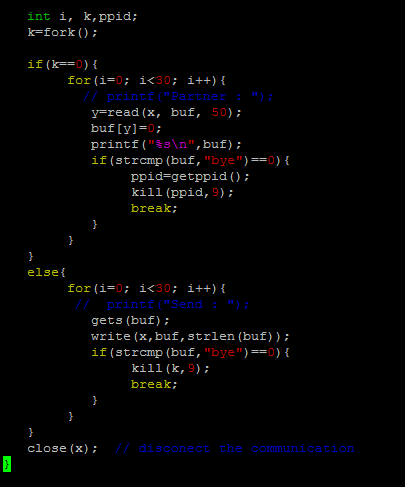 int i, k,ppid;
k=fork();
if(k==0){
for(i=0; i<30; i++){
// printf("Partner : ");
y=read(x, buf, 50);
buf[y]=0;
printf("%s\n",buf);
if(strcmp(buf,"bye")==0){
ppid=getppid();
kill(ppid,9);
break;
}
}
}
else{
for(i=0; i<30; i++){
// printf("Send : ");
gets(buf);
write(x,buf,strlen(buf));
if(strcmp(buf,"bye")==0){
kill(k,9);
break;
}
}
}
close(x); // disconect the communication
}